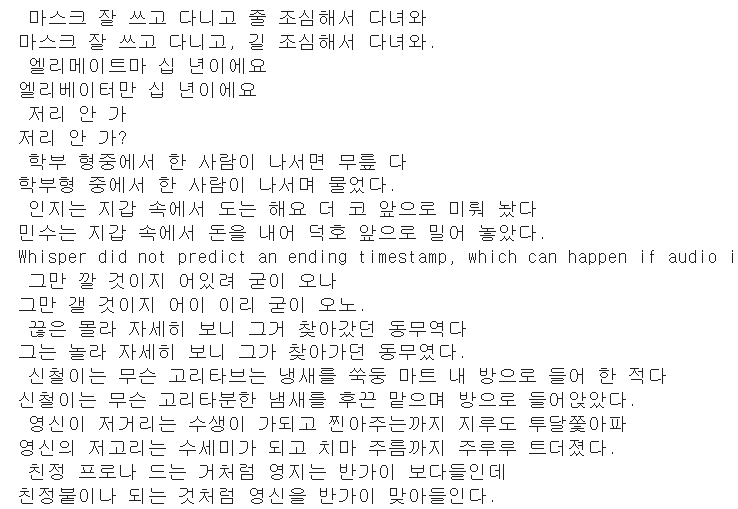 마스크 잘 쓰고 다니고 줄 조심해서 다녀와
마스크 잘 쓰고 다니고, 길 조심해서 다녀와.
엘리메이트마 십 년이에요
엘리베이터만 십 년이에요
저리 안 가
저리 안 가?
학부 형중에서 한 사람이 나서면 무릎 다
학부형 중에서 한 사람이 나서며 물었다.
인지는 지갑 속에서 도는 해요 더 코 앞으로 미뤄 놨다
민수는 지갑 속에서 돈을 내어 덕호 앞으로 밀어 놓았다.
Whisper did not predict an ending timestamp, which can happen if audio i
그만 깔 것이지 어있려 굳이 오나
그만 갤 것이지 어이 이리 굳이 오노.
끊은 몰라 자세히 보니 그거 찾아갔던 동무역다
그는 놀라 자세히 보니 그가 찾아가던 동무였다.
신철이는 무슨 고리타브는 냉새를 쑥둥 마트 내 방으로 들어 한 적다
신철이는 무슨 고리타분한 냄새를 후끈 맡으며 방으로 들어앉았다.
영신이 저거리는 수생이 가되고 찐아주는까지 지루도 투달쫓아파
영신의 저고리는 수세미가 되고 치마 주름까지 주루루 트더졌다.
친정 프로나 드는 거처럼 영지는 반가이 보다들인데
친정붙이나 되는 것처럼 영신을 반가이 맞아들인다.